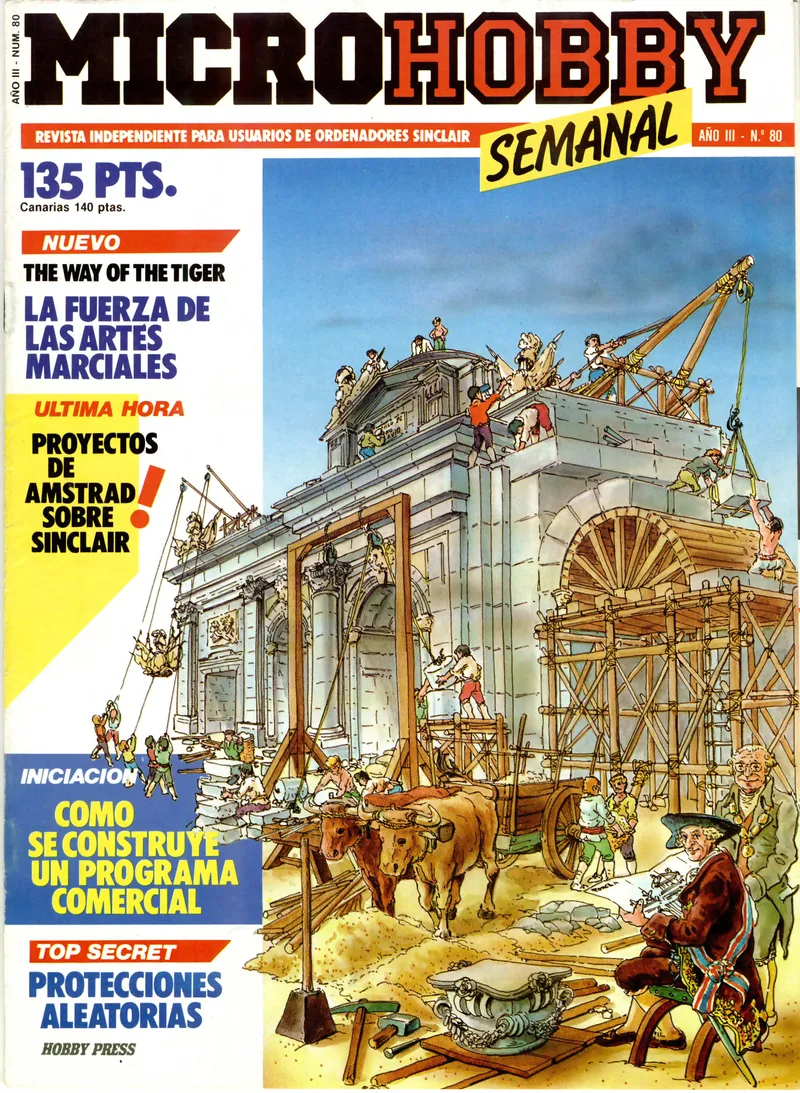 AÑO III - NUM. 80
MICROHOBBY
REVISTA INDEPENDIENTE PARA USUARIOS DE ORDENADORES SINCLAIR
SEMANAL
AÑO III - N.º 80
135 PTS.
Canarias 140 ptas.
NUEVO
THE WAY OF THE TIGER
LA FUERZA DE
LAS ARTES
MARCIALES
ULTIMA HORA
PROYECTOS
DE
AMSTRAD
SOBRE
SINCLAIR
!
INICIACION
COMO
SE CONSTRUYE
UN PROGRAMA
COMERCIAL
TOP SECRET
PROTECCIONES
ALEATORIAS
HOBBY PRESS